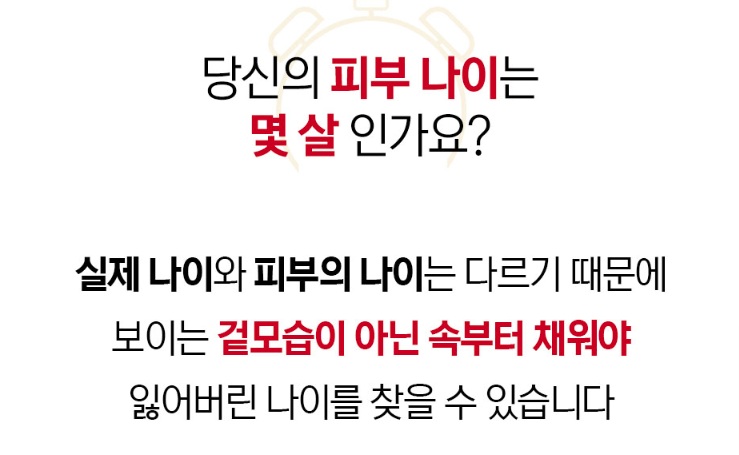 당신의 피부 나이는
몇 살 인가요?
실제 나이와 피부의 나이는 다르기 때문에
보이는 겉모습이 아닌 속부터 채워야
잃어버린 나이를 찾을 수 있습니다